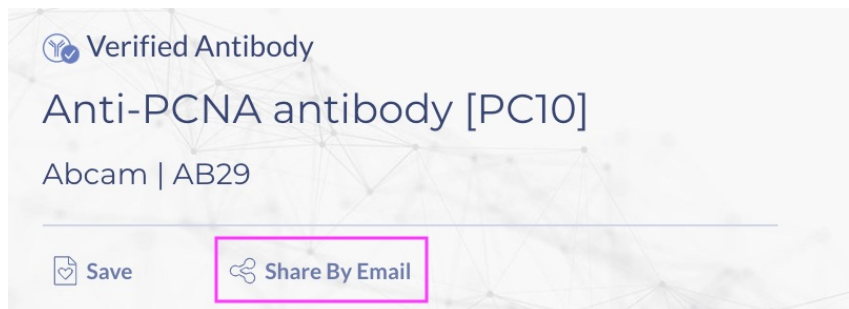 Verified Antibody
Anti-PCNA antibody [PC10]
Abcam | AB29
Save Share By Email